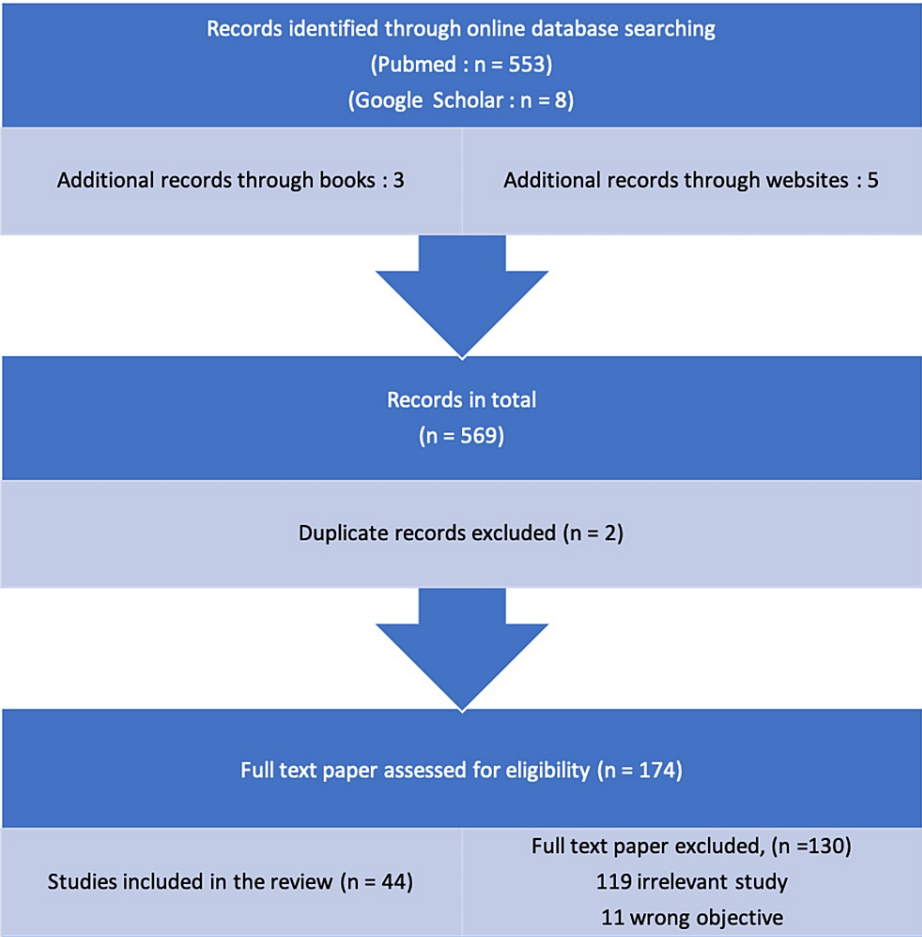 Records identified through online database searching
(Pubmed : n = 553)
(Google Scholar : n = 8)
Additional records through books : 3
Additional records through websites : 5
Records in total
(n = 569)
Duplicate records excluded (n = 2)
Full text paper assessed for eligibility (n = 174)
Studies included in the review (n = 44)
Full text paper excluded, (n =130)
119 irrelevant study
11 wrong objective